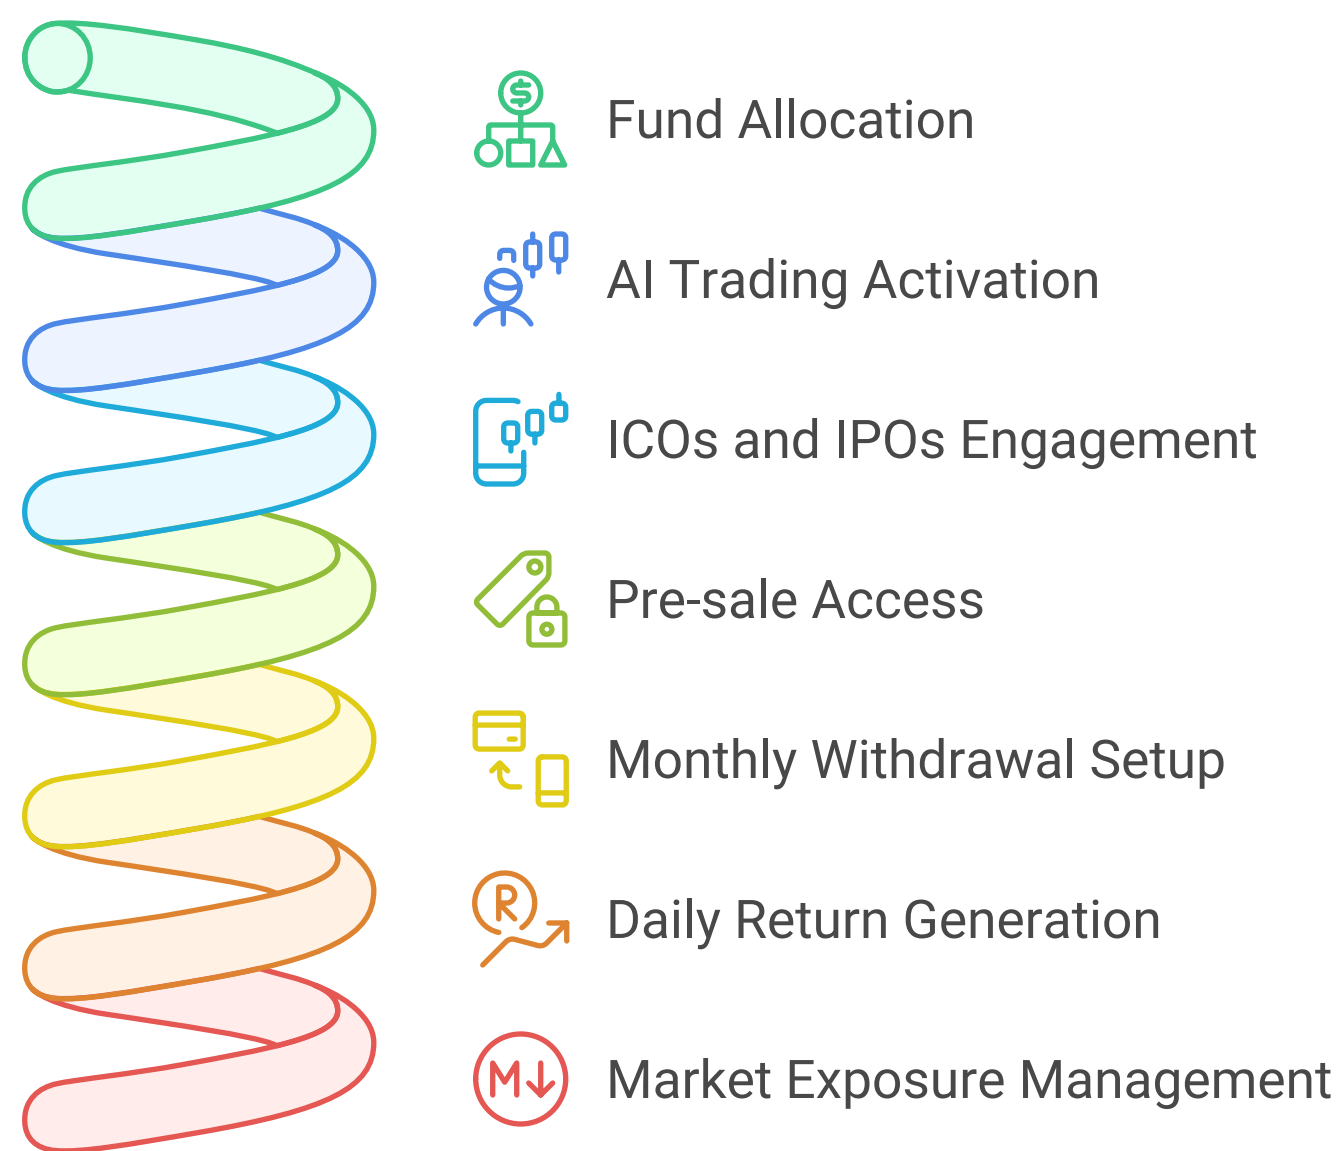 Fund Allocation
AI Trading Activation
ICOs and IPOs Engagement
Pre-sale Access
Monthly Withdrawal Setup
R
Daily Return Generation
M
Market Exposure Management